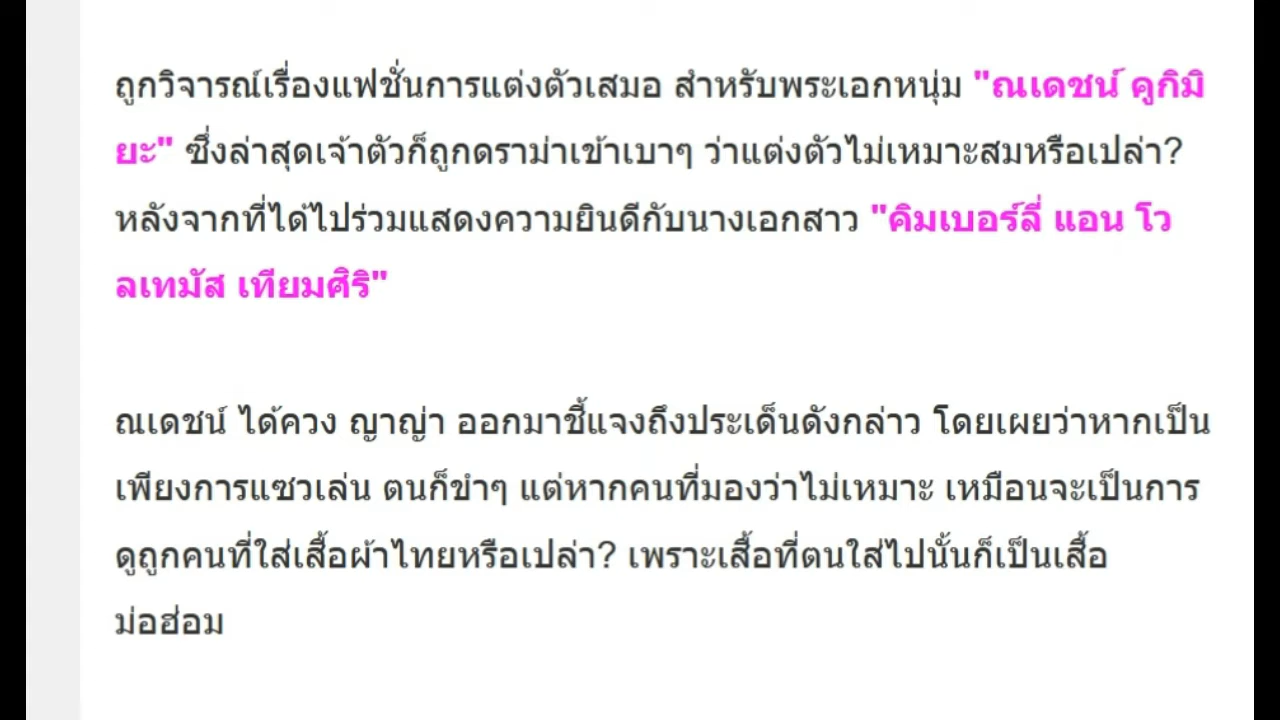 ถูกวิจารณ์เรื่องแฟชั่นการแต่งตัวเสมอ สำหรับพระเอกหนุ่ม "ณเดชน์ คูกิมิ
ยะ" ซึ่งล่าสุดเจ้าตัวก็ถูกดราม่าเข้าเบาๆ ว่าแต่งตัวไม่เหมาะสมหรือเปล่า?
หลังจากที่ได้ไปร่วมแสดงความยินดีกับนางเอกสาว "คิมเบอร์ลี่ แอน โว
ลเทมัส เทียมศิริ"
ณเดชน์ ได้ควง ญาญ่า ออกมาชี้แจงถึงประเด็นดังกล่าว โดยเผยว่าหากเป็น
เพียงการแซวเล่น ตนก็ขำๆ แต่หากคนที่มองว่าไม่เหมาะ เหมือนจะเป็นการ
ดูถูกคนที่ใส่เสื้อผ้าไทยหรือเปล่า? เพราะเสื้อที่ตนใส่ไปนั้นก็เป็นเสื้อ
ม่อฮ่อม